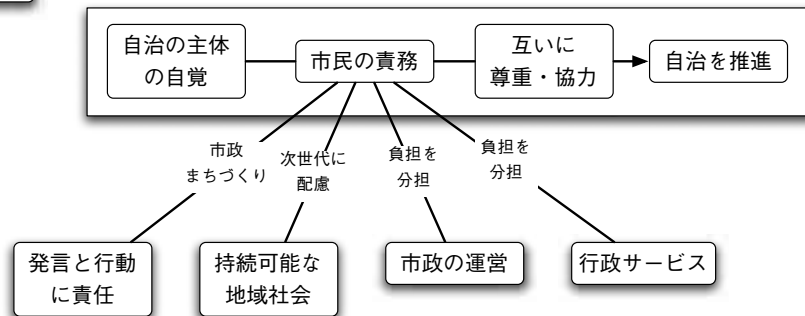 自治の主体
の自覚
市民の責務
互いに
尊重・協力
自治を推進
市政
まちづくり
次世代に
配慮
負担を
分担
負担を
分担
発言と行動
に責任
持続可能な
地域社会
市政の運営
行政サービス